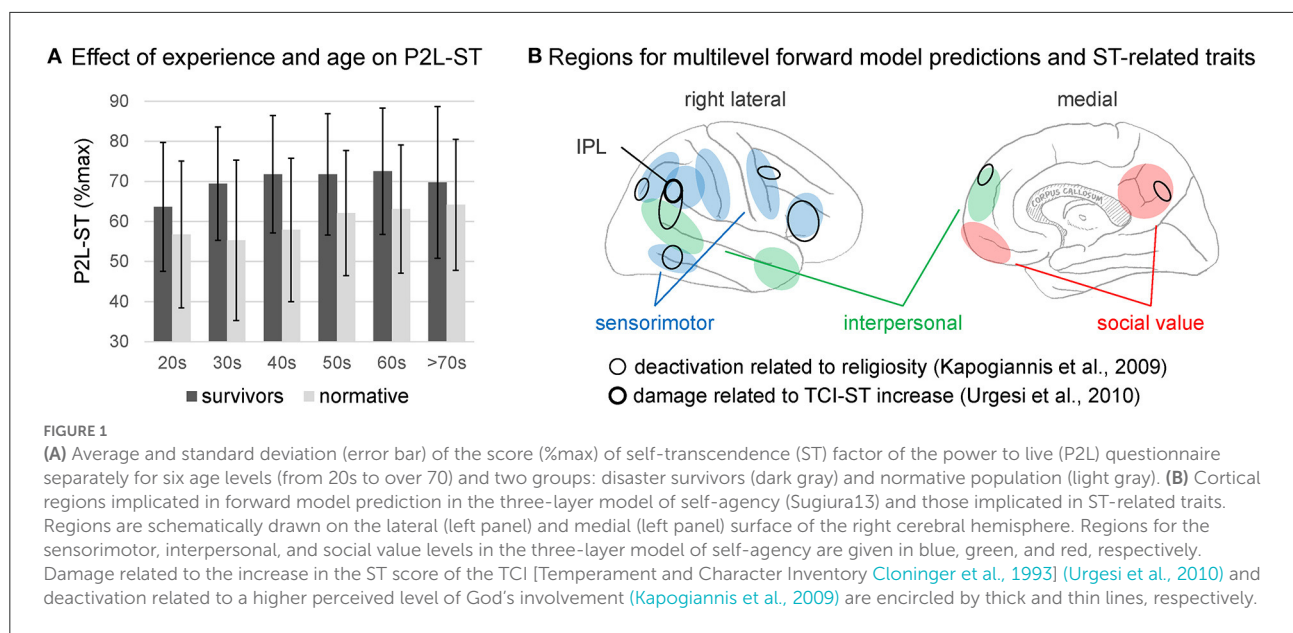 A Effect of experience and age on P2L-ST
P2L-ST (%max)
90
80
70
60
50
40
30
20s 30s 40s 50s 60s >70s
survivors normative
B Regions for multilevel forward model predictions and ST-related traits
right lateral medial
IPL
CORPUS CALLOSUM
sensorimotor interpersonal social value
deactivation related to religiosity (Kapogiannis et al., 2009)
damage related to TCI-ST increase (Urgesi et al., 2010)
FIGURE 1
(A) Average and standard deviation (error bar) of the score (%max) of self-transcendence (ST) factor of the power to live (P2L) questionnaire
separately for six age levels (from 20s to over 70) and two groups: disaster survivors (dark gray) and normative population (light gray). (B) Cortical
regions implicated in forward model prediction in the three-layer model of self-agency (Sugiura13) and those implicated in ST-related traits.
Regions are schematically drawn on the lateral (left panel) and medial (left panel) surface of the right cerebral hemisphere. Regions for the
sensorimotor, interpersonal, and social value levels in the three-layer model of self-agency are given in blue, green, and red, respectively.
Damage related to the increase in the ST score of the TCI [Temperament and Character Inventory Cloninger et al., 1993] (Urgesi et al., 2010) and
deactivation related to a higher perceived level of God's involvement (Kapogiannis et al., 2009) are encircled by thick and thin lines, respectively.